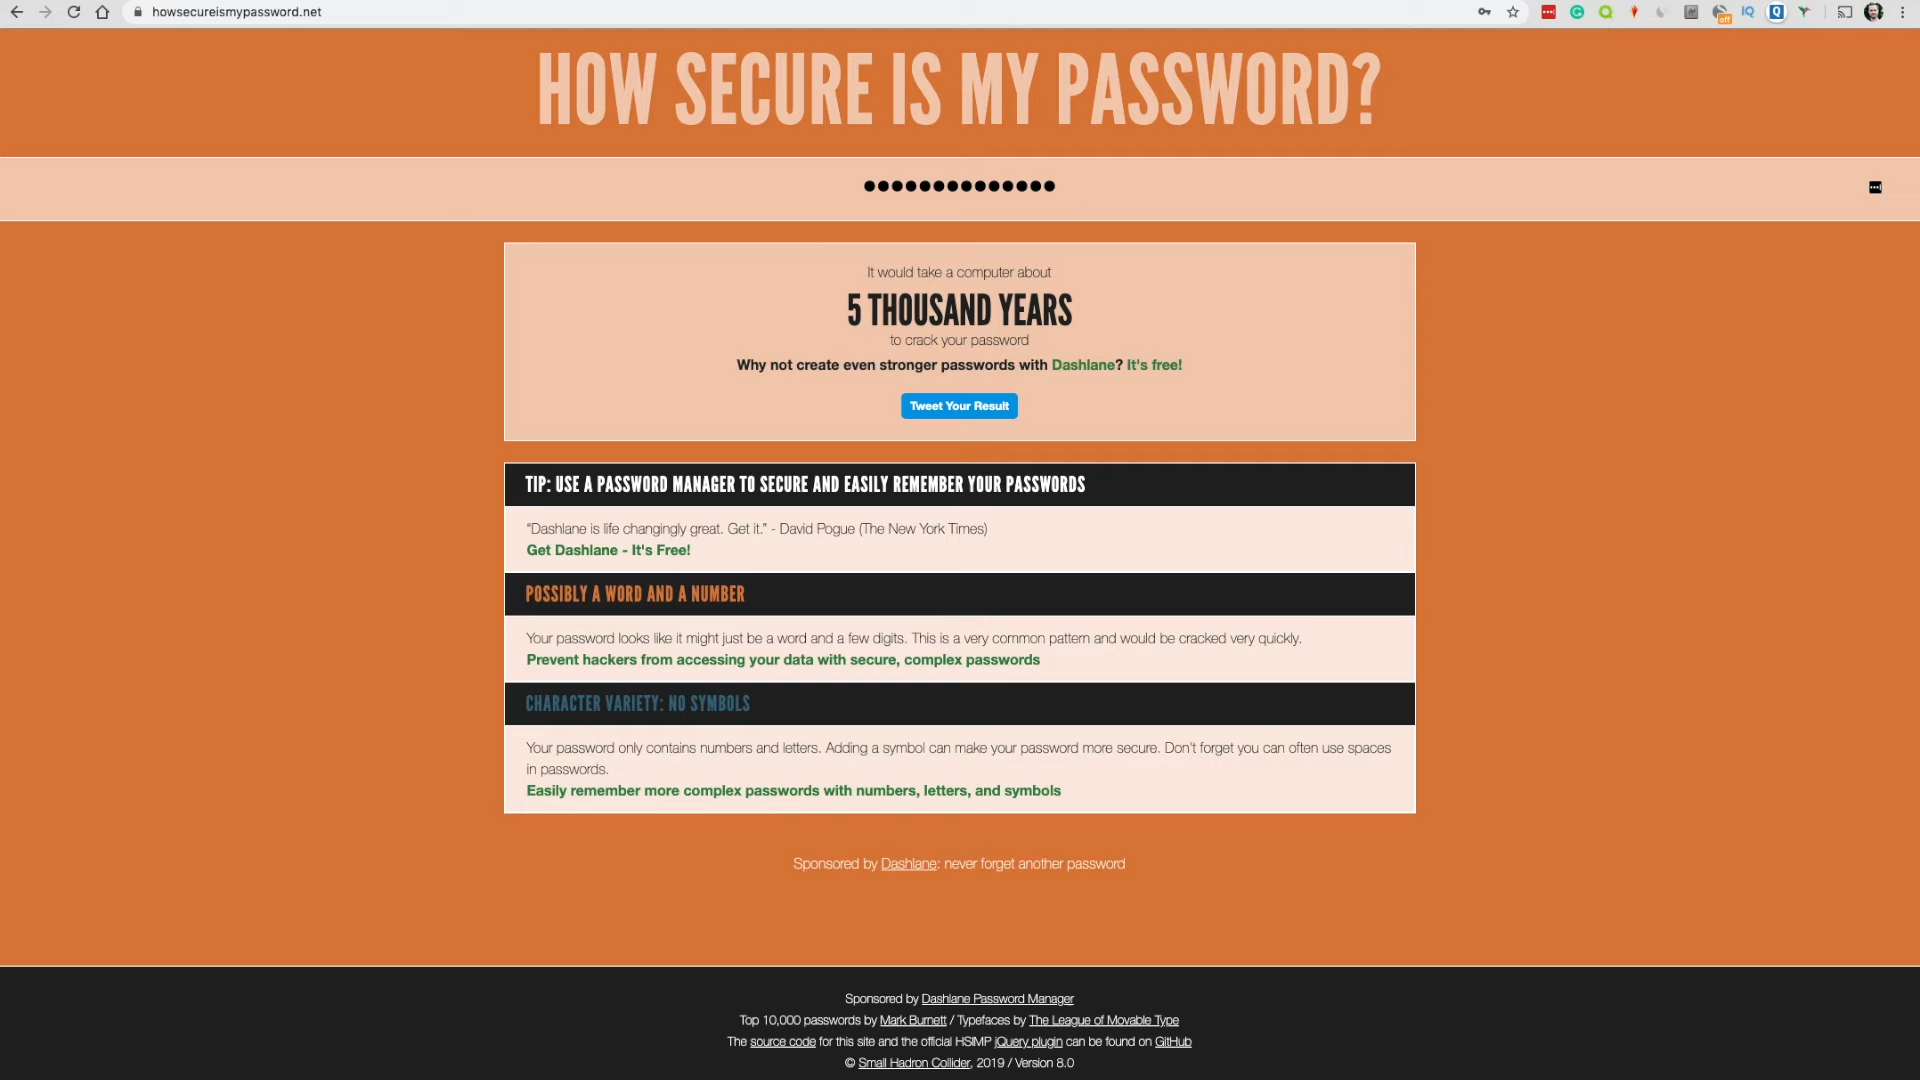 howsecureismypassword.net
off
IQ
Q
HOW SECURE IS MY PASSWORD?
●●●●●●●●●●●●●●
It would take a computer about
5 THOUSAND YEARS
to crack your password
Why not create even stronger passwords with Dashlane? It's free!
Tweet Your Result
TIP: USE A PASSWORD MANAGER TO SECURE AND EASILY REMEMBER YOUR PASSWORDS
“Dashlane is life changingly great. Get it.” - David Pogue (The New York Times)
Get Dashlane - It's Free!
POSSIBLY A WORD AND A NUMBER
Your password looks like it might just be a word and a few digits. This is a very common pattern and would be cracked very quickly.
Prevent hackers from accessing your data with secure, complex passwords
CHARACTER VARIETY: NO SYMBOLS
Your password only contains numbers and letters. Adding a symbol can make your password more secure. Don't forget you can often use spaces
in passwords.
Easily remember more complex passwords with numbers, letters, and symbols
Sponsored by Dashlane: never forget another password
Sponsored by Dashlane Password Manager
Top 10,000 passwords by Mark Burnett / Typefaces by The League of Movable Type
The source code for this site and the official HSIMP jQuery plugin can be found on GitHub
© Small Hadron Collider, 2019 / Version 8.0